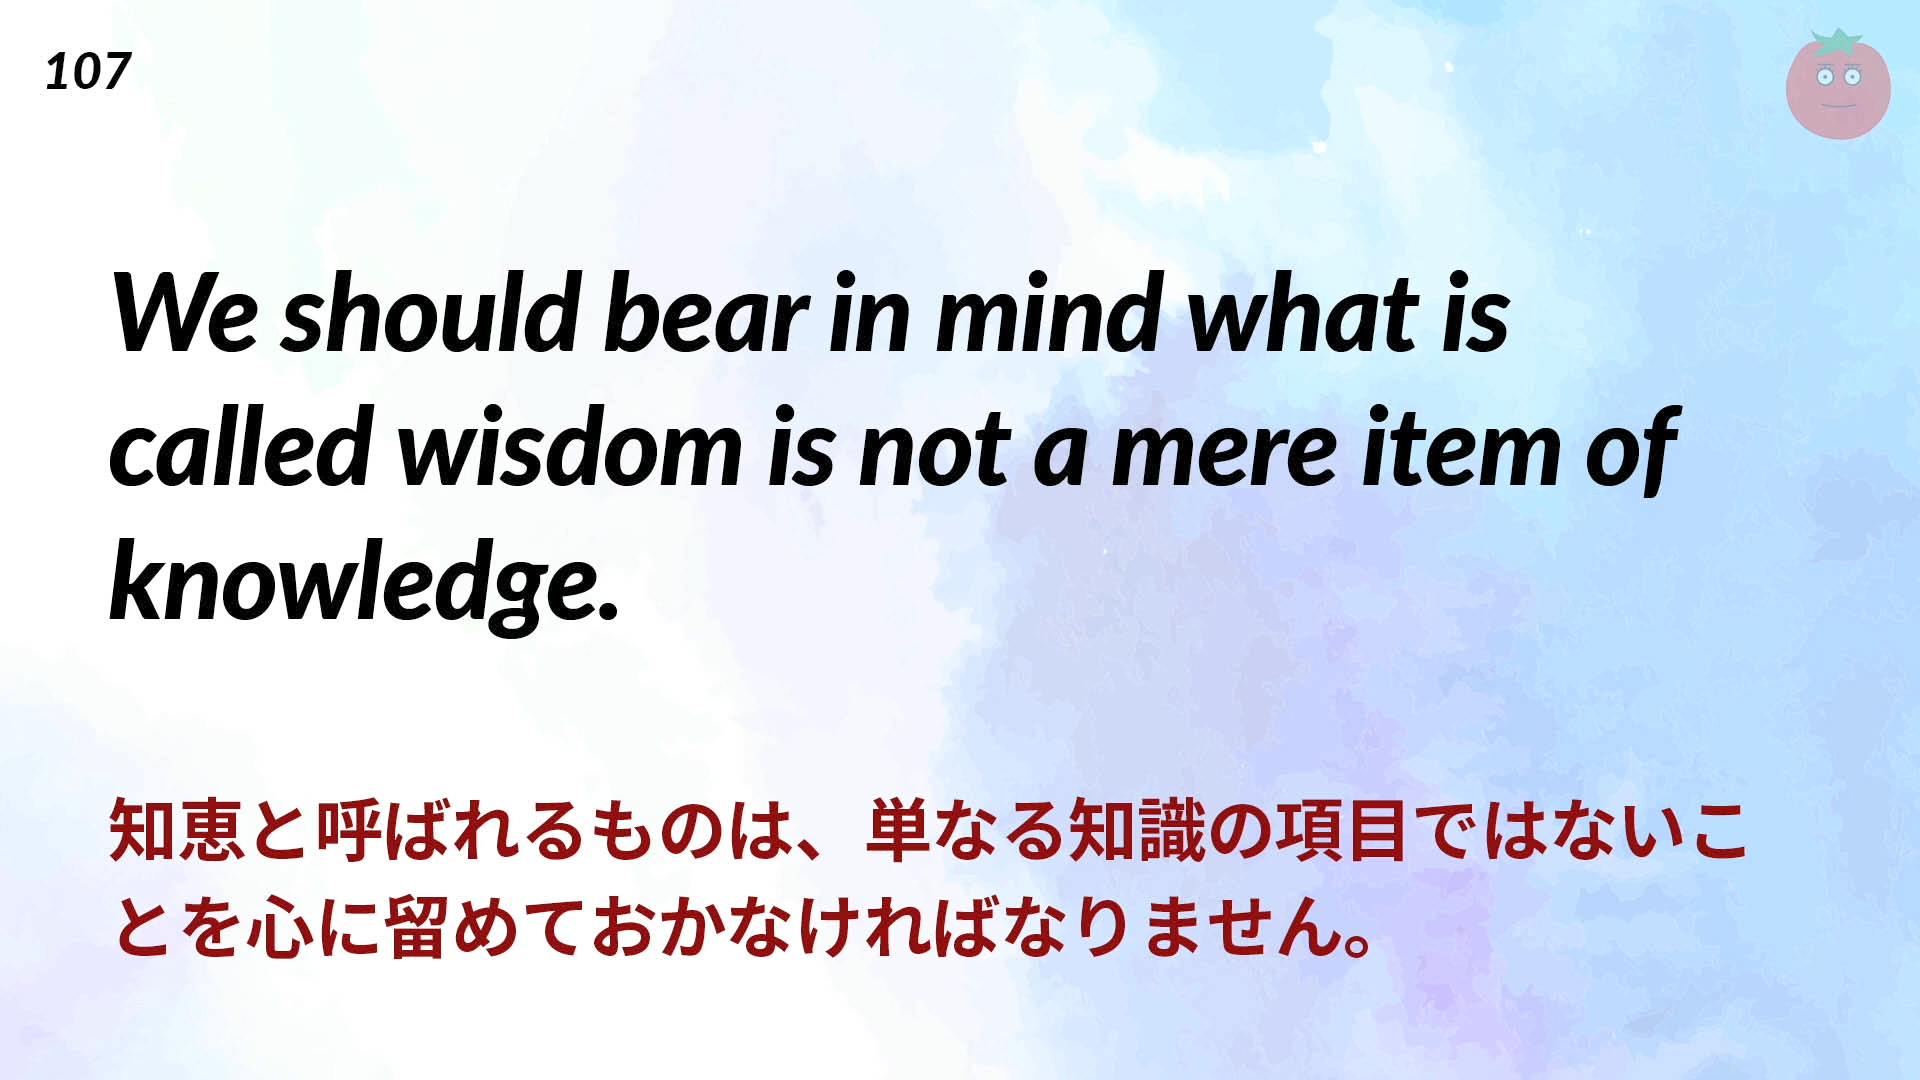 107
We should bear in mind what is
called wisdom is not a mere item of
knowledge.
知恵と呼ばれるものは、単なる知識の項目ではないこ
とを心に留めておかなければなりません。